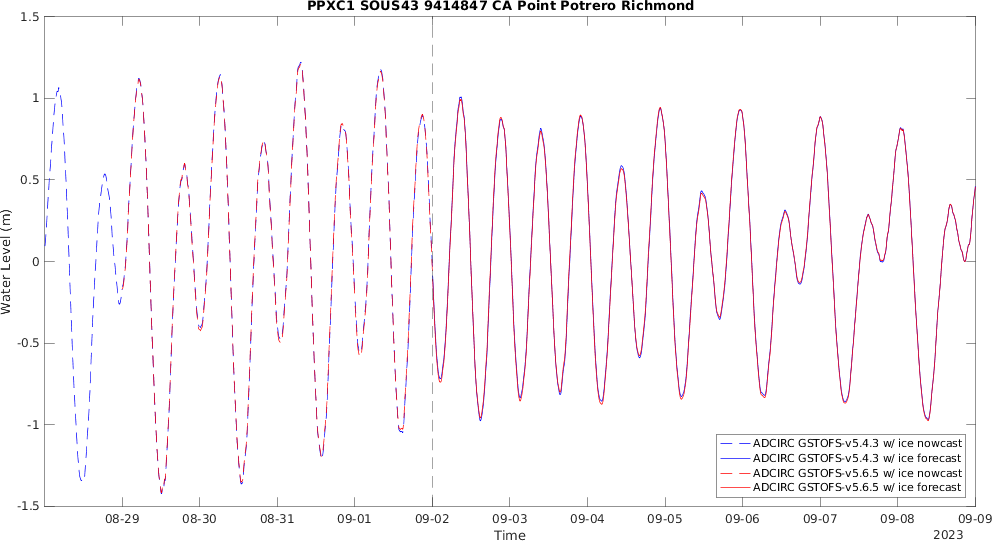 PPXC1 SOUS43 9414847 CA Point Potrero Richmond
1.5
1
0.5
0
-0.5
-1
-1.5
Water Level (m)
08-29 08-30 08-31 09-01 09-02 09-03 09-04 09-05 09-06 09-07 09-08 09-09
Time
2023
ADCIRC GSTOFS-v5.4.3 w/ ice nowcast
ADCIRC GSTOFS-v5.4.3 w/ ice forecast
ADCIRC GSTOFS-v5.6.5 w/ ice nowcast
ADCIRC GSTOFS-v5.6.5 w/ ice forecast